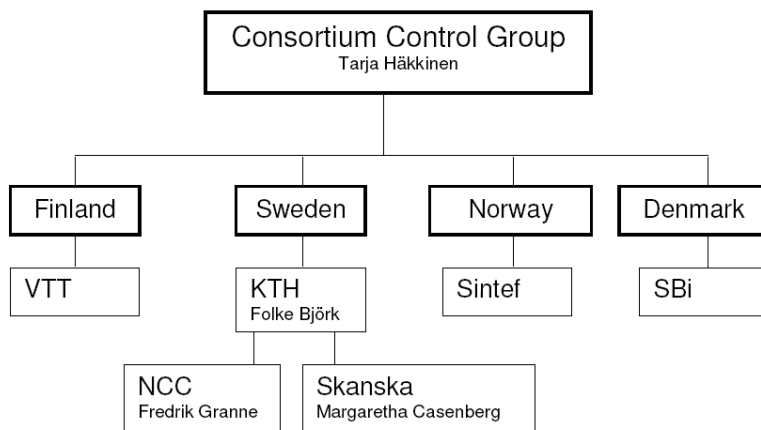 Consortium Control Group
Tarja Häkkinen
Finland
Sweden
Norway
Denmark
VTT
KTH
Folke Björk
Sintef
SBi
NCC
Fredrik Granne
Skanska
Margaretha Casenberg